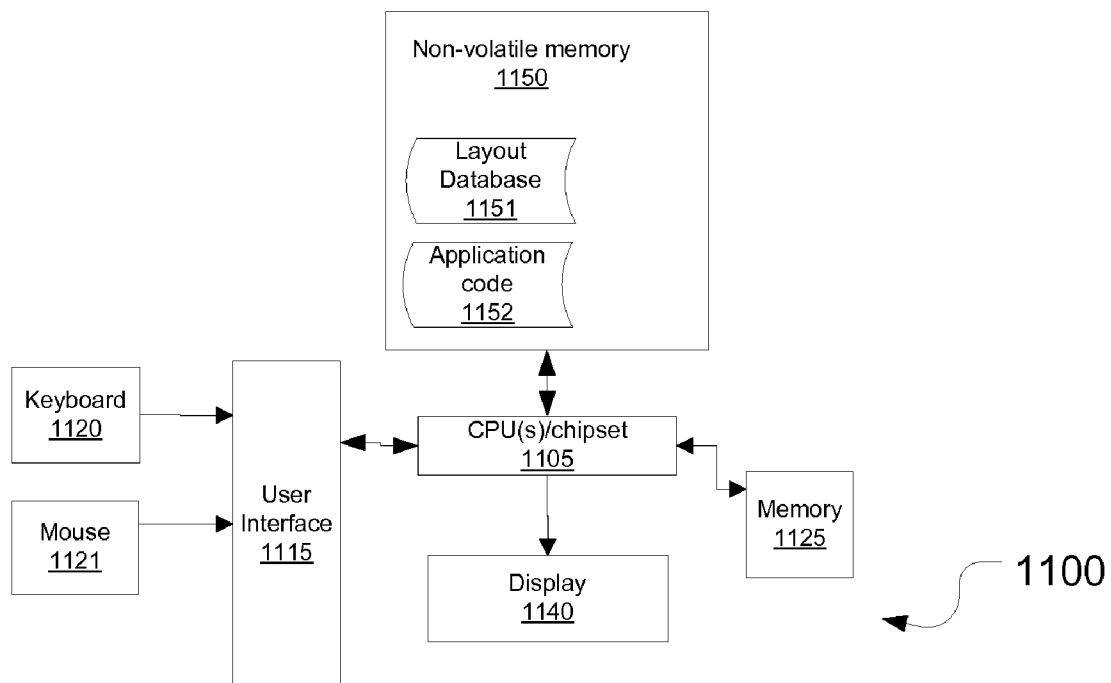 Non-volatile memory
1150
Layout
Database
1151
Application
code
1152
Keyboard
1120
Mouse
1121
User
Interface
1115
CPU(s)/chipset
1105
Memory
1125
Display
1140
1100